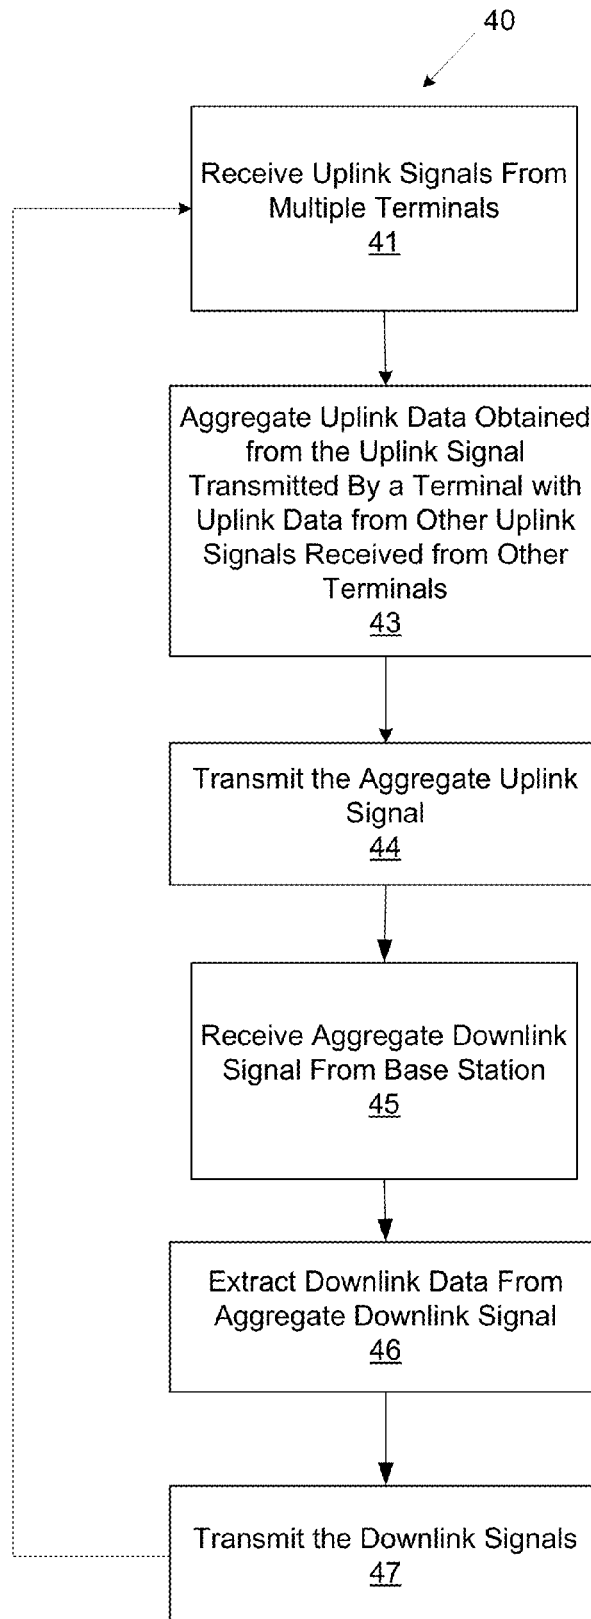 40
Receive Uplink Signals From
Multiple Terminals
41
Aggregate Uplink Data Obtained
from the Uplink Signal
Transmitted By a Terminal with
Uplink Data from Other Uplink
Signals Received from Other
Terminals
43
Transmit the Aggregate Uplink
Signal
44
Receive Aggregate Downlink
Signal From Base Station
45
Extract Downlink Data From
Aggregate Downlink Signal
46
Transmit the Downlink Signals
47